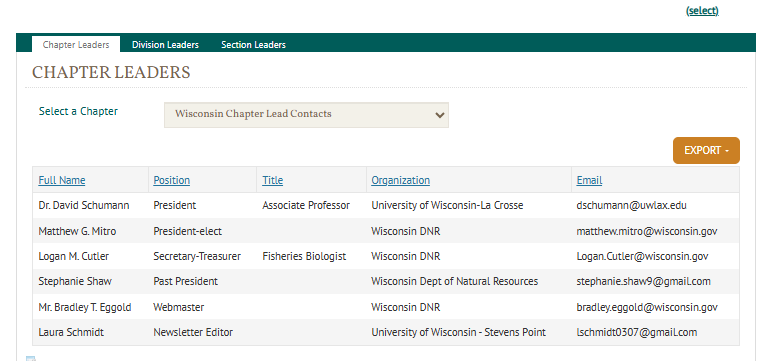 (select)
Chapter Leaders Division Leaders Section Leaders
CHAPTER LEADERS
Select a Chapter Wisconsin Chapter Lead Contacts
EXPORT
Full Name Position Title Organization Email
Dr. David Schumann President Associate Professor University of Wisconsin-La Crosse dschumann@uwlax.edu
Matthew G. Mitro President-elect Wisconsin DNR matthew.mitro@wisconsin.gov
Logan M. Cutler Secretary-Treasurer Fisheries Biologist Wisconsin DNR Logan.Cutler@wisconsin.gov
Stephanie Shaw Past President Wisconsin Dept of Natural Resources stephanie.shaw9@gmail.com
Mr. Bradley T. Eggold Webmaster Wisconsin DNR bradley.eggold@wisconsin.gov
Laura Schmidt Newsletter Editor University of Wisconsin - Stevens Point lschmidt0307@gmail.com